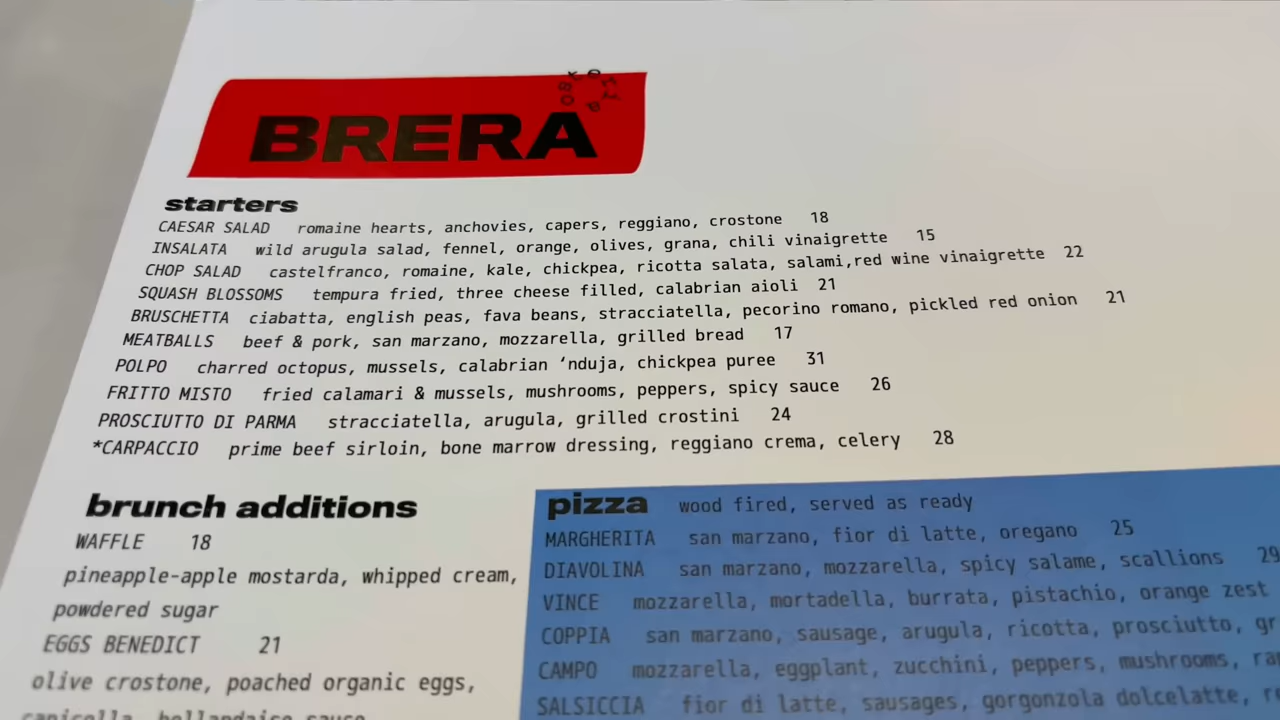 BRERA
osteria
starters
CAESAR SALAD romaine hearts, anchovies, capers, reggiano, crostone 18
INSALATA wild arugula salad, fennel, orange, olives, grana, chili vinaigrette 15
CHOP SALAD castelfranco, romaine, kale, chickpea, ricotta salata, salami,red wine vinaigrette 22
SQUASH BLOSSOMS tempura fried, three cheese filled, calabrian aioli 21
BRUSCHETTA ciabatta, english peas, fava beans, stracciatella, pecorino romano, pickled red onion 21
MEATBALLS beef & pork, san marzano, mozzarella, grilled bread 17
POLPO charred octopus, mussels, calabrian ‘nduja, chickpea puree 31
FRITTO MISTO fried calamari & mussels, mushrooms, peppers, spicy sauce 26
PROSCIUTTO DI PARMA stracciatella, arugula, grilled crostini 24
*CARPACCIO prime beef sirloin, bone marrow dressing, reggiano crema, celery 28
brunch additions
WAFFLE 18
pineapple-apple mostarda, whipped cream,
powdered sugar
EGGS BENEDICT 21
olive crostone, poached organic eggs,
hollandaise sauce
pizza wood fired, served as ready
MARGHERITA san marzano, fior di latte, oregano 25
DIAVOLINA san marzano, mozzarella, spicy salame, scallions 29
VINCE mozzarella, mortadella, burrata, pistachio, orange zest
COPPIA san marzano, sausage, arugula, ricotta, prosciutto,
CAMPO mozzarella, eggplant, zucchini, peppers, mushrooms,
SALSICCIA fior di latte, sausages, gorgonzola dolcelatte,